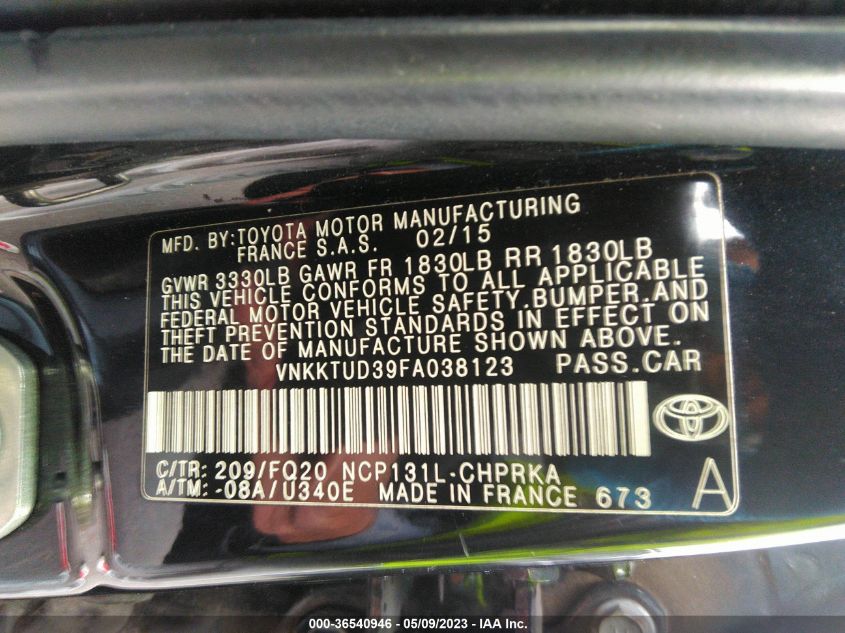 MFD. BY:TOYOTA MOTOR MANUFACTURING
FRANCE S.A.S. 02/15
GVWR 3330LB GAWR FR 1830LB RR 1830LB
THIS VEHICLE CONFORMS TO ALL APPLICABLE
FEDERAL MOTOR VEHICLE SAFETY,BUMPER,AND
THEFT PREVENTION STANDARDS IN EFFECT ON
THE DATE OF MANUFACTURE SHOWN ABOVE.
VNKKTUD39FA038123 PASS.CAR
C/TR: 209/FQ20 NCP131L-CHPRKA
A/TM: -08A/U340E MADE IN FRANCE 673 A
000-36540946 - 05/09/2023 - IAA Inc.